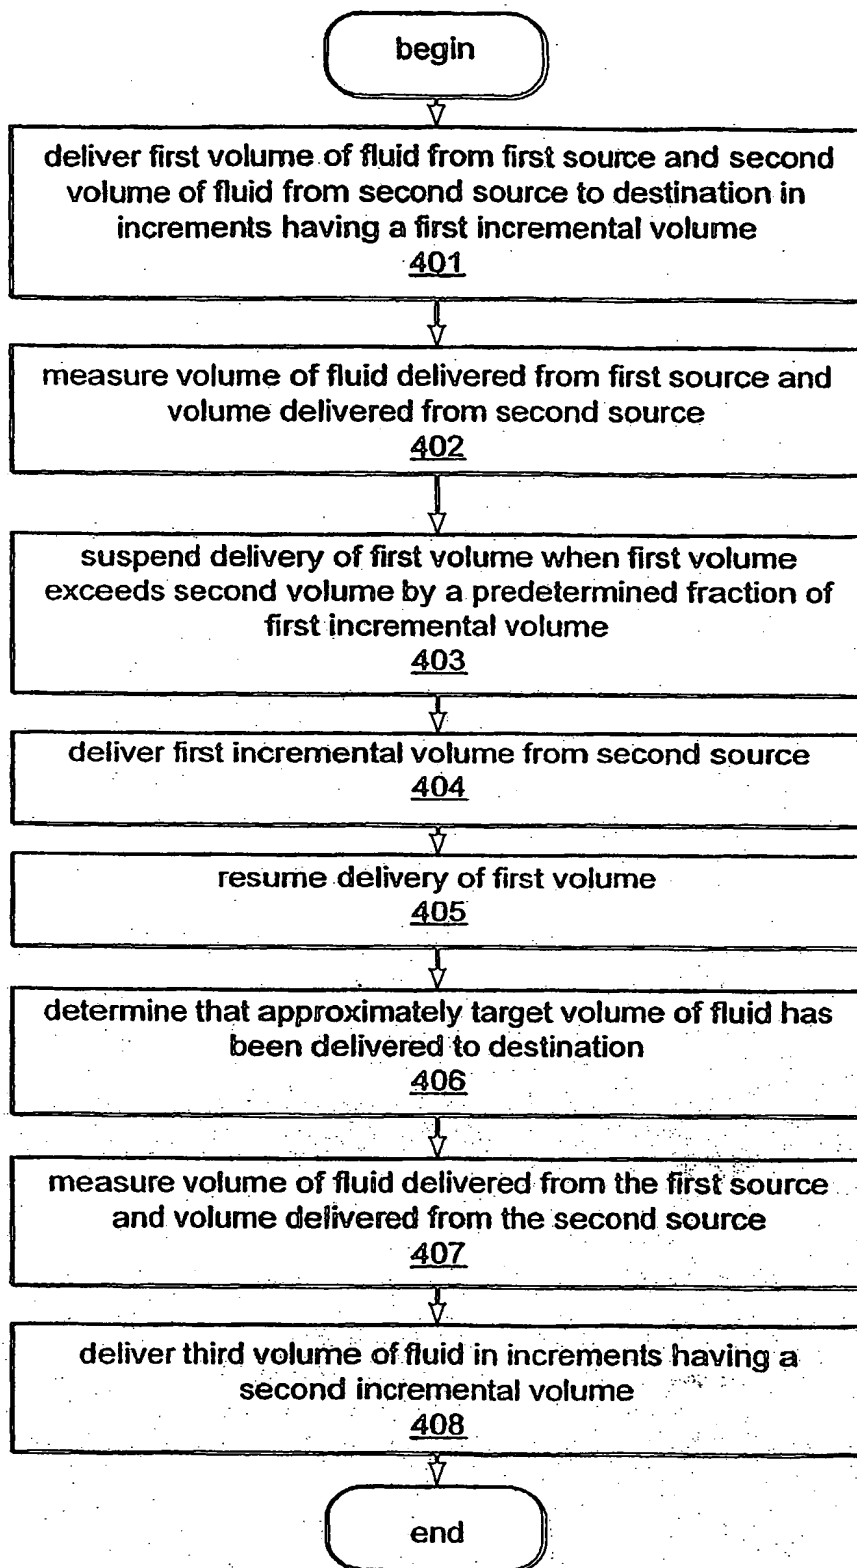 begin
deliver first volume of fluid from first source and second
volume of fluid from second source to destination in
increments having a first incremental volume
401
measure volume of fluid delivered from first source and
volume delivered from second source
402
suspend delivery of first volume when first volume
exceeds second volume by a predetermined fraction of
first incremental volume
403
deliver first incremental volume from second source
404
resume delivery of first volume
405
determine that approximately target volume of fluid has
been delivered to destination
406
measure volume of fluid delivered from the first source
and volume delivered from the second source
407
deliver third volume of fluid in increments having a
second incremental volume
408
end